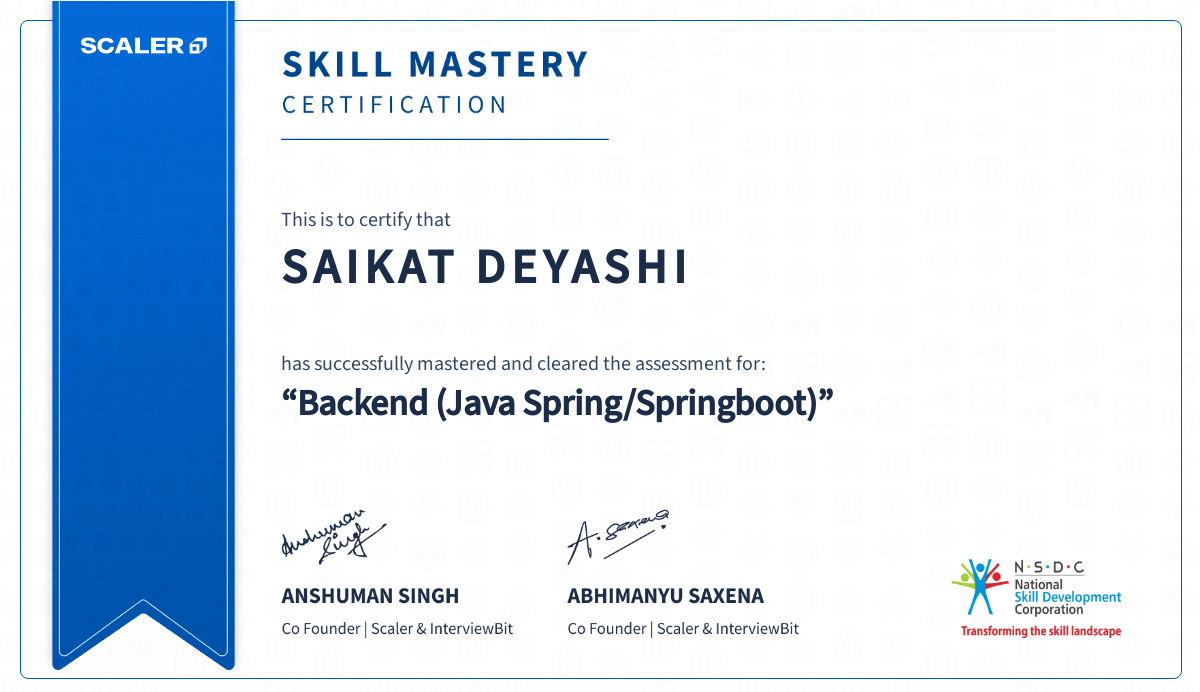 SCALER
SKILL MASTERY
CERTIFICATION
This is to certify that
SAIKAT DEYASHI
has successfully mastered and cleared the assessment for:
“Backend (Java Spring/Springboot)”
Anshuman Singh
A. Saxena
ANSHUMAN SINGH
Co Founder | Scaler & InterviewBit
ABHIMANYU SAXENA
Co Founder | Scaler & InterviewBit
N·S·D·C
National
Skill Development
Corporation
Transforming the skill landscape